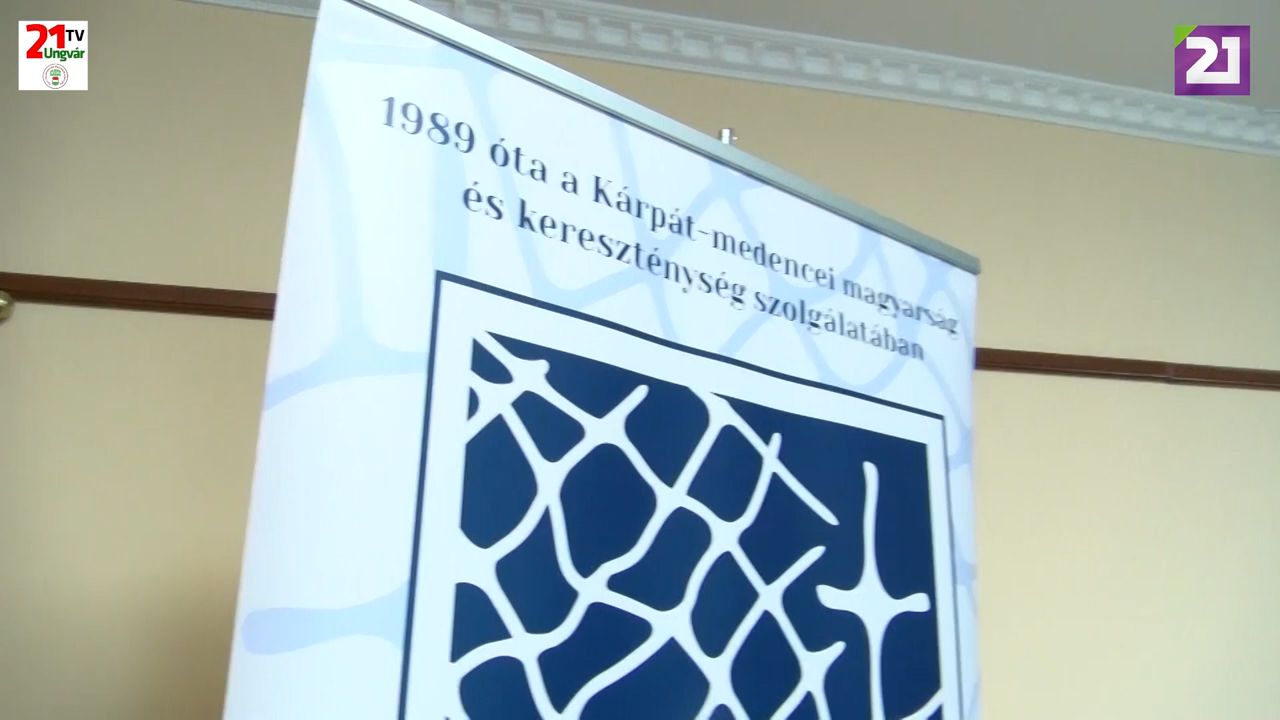 21 TV
Ungvár
21
1989 óta a Kárpát-medencei magyarság
és kereszténység szolgálatában